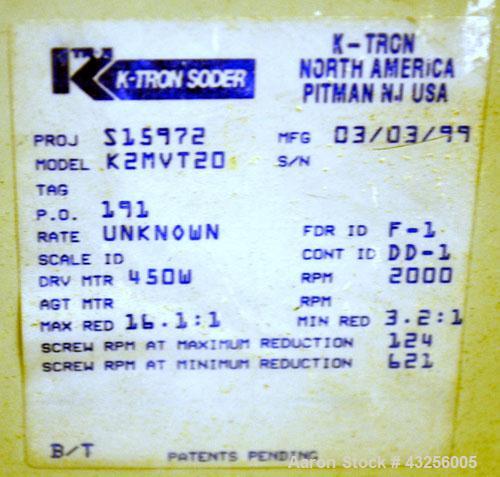 K-TRON
K-TRON SODER
K-TRON
NORTH AMERICA
PITMAN NJ USA
PROJ S15972 MFG 03/03/99
MODEL K2MVT20 S/N
TAG
P.O. 191
RATE UNKNOWN FDR ID F-1
SCALE ID CONT ID DD-1
DRV MTR 450W RPM 2000
AGT MTR RPM
MAX RED 16.1:1 MIN RED 3.2:1
SCREW RPM AT MAXIMUM REDUCTION 124
SCREW RPM AT MINIMUM REDUCTION 621
B/T PATENTS PENDING
Aaron Stock # 43256005